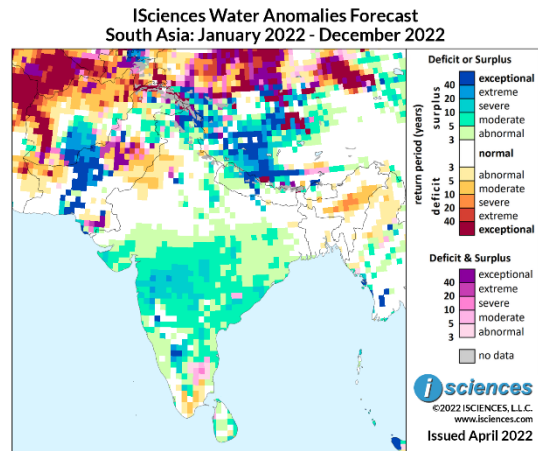 ISciences Water Anomalies Forecast
South Asia: January 2022 - December 2022
Deficit or Surplus
return period (years)
surplus
deficit
exceptional
40
extreme
20
severe
10
moderate
5
abnormal
3
normal
3
abnormal
5
moderate
10
severe
20
extreme
40
exceptional
Deficit & Surplus
exceptional
40
extreme
20
severe
10
moderate
5
abnormal
3
no data
i sciences
©2022 ISCIENCES, L.L.C.
www.isciences.com
Issued April 2022